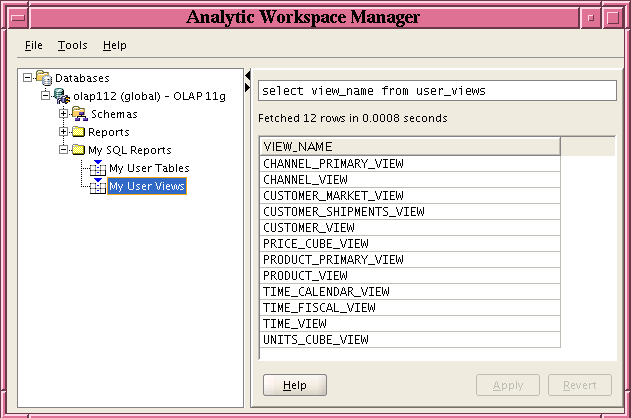 Analytic Workspace Manager
File Tools Help
Databases
olap112 (global) - OLAP 11g
Schemas
Reports
My SQL Reports
My User Tables
My User Views
select view_name from user_views
Fetched 12 rows in 0.0008 seconds
VIEW_NAME
CHANNEL_PRIMARY_VIEW
CHANNEL_VIEW
CUSTOMER_MARKET_VIEW
CUSTOMER_SHIPMENTS_VIEW
CUSTOMER_VIEW
PRICE_CUBE_VIEW
PRODUCT_PRIMARY_VIEW
PRODUCT_VIEW
TIME_CALENDAR_VIEW
TIME_FISCAL_VIEW
TIME_VIEW
UNITS_CUBE_VIEW
Help Apply Revert